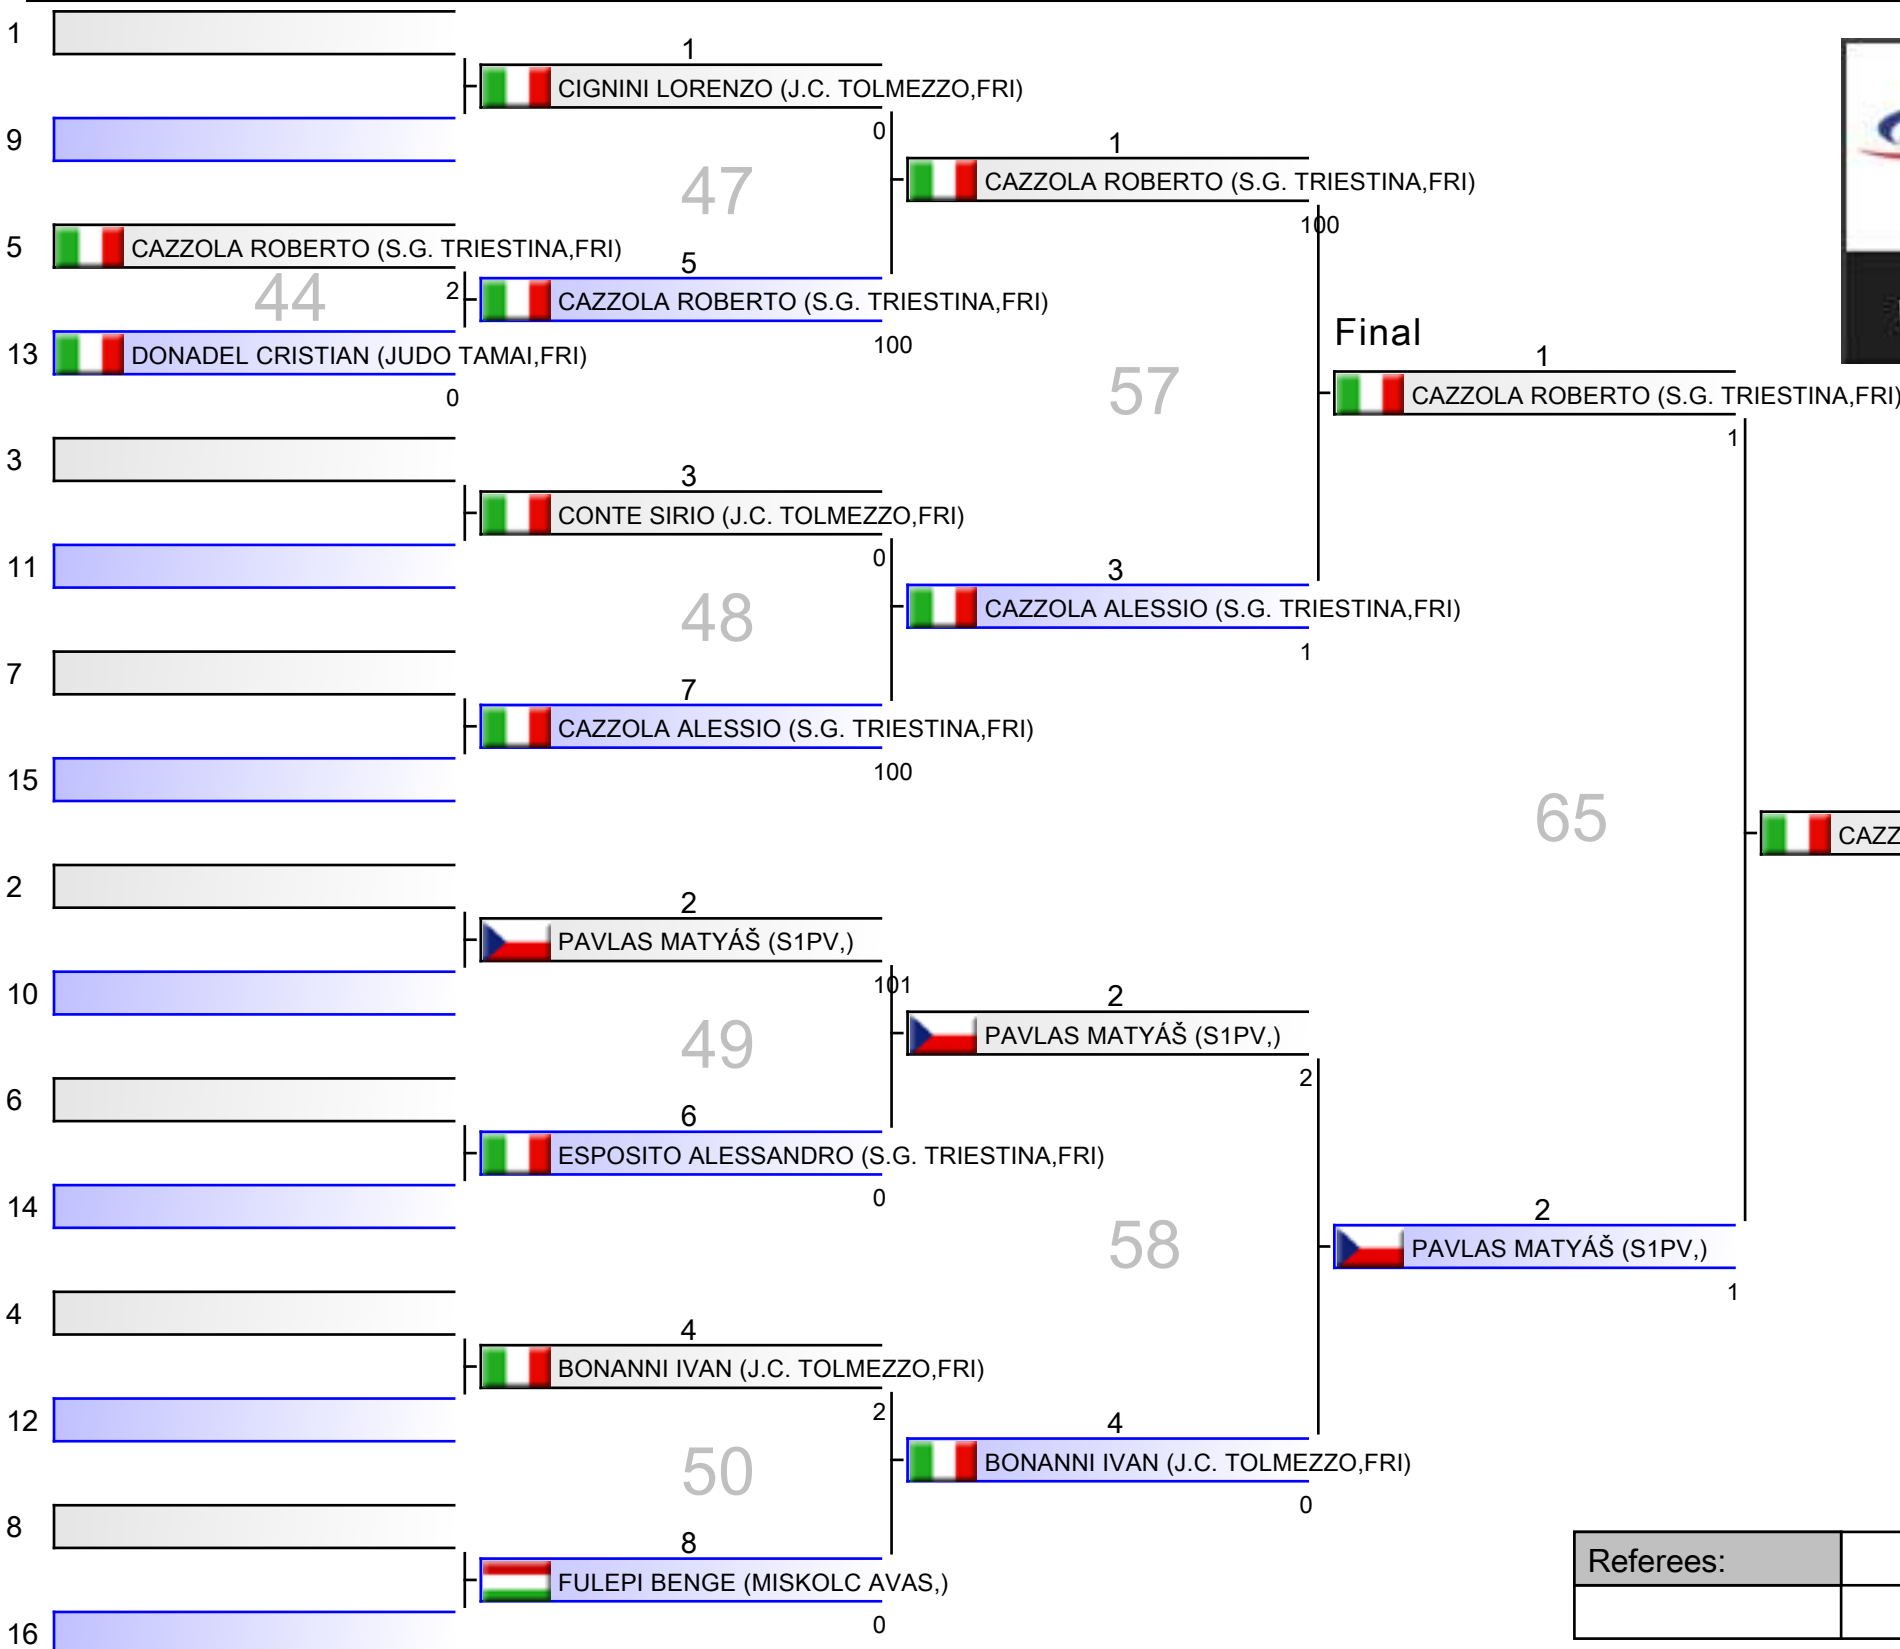 1
1
CIGNINI LORENZO (J.C. TOLMEZZO,FRI)
0
9
47
1
CAZZOLA ROBERTO (S.G. TRIESTINA,FRI)
100
5
CAZZOLA ROBERTO (S.G. TRIESTINA,FRI)
44
2
5
CAZZOLA ROBERTO (S.G. TRIESTINA,FRI)
100
13
DONADEL CRISTIAN (JUDO TAMAI,FRI)
0
57
Final
1
CAZZOLA ROBERTO (S.G. TRIESTINA,FRI)
1
3
3
CONTE SIRIO (J.C. TOLMEZZO,FRI)
0
11
48
3
CAZZOLA ALESSIO (S.G. TRIESTINA,FRI)
1
7
7
CAZZOLA ALESSIO (S.G. TRIESTINA,FRI)
100
15
65
CAZZ
2
2
PAVLAS MATYÁŠ (S1PV,)
101
10
49
2
PAVLAS MATYÁŠ (S1PV,)
2
6
6
ESPOSITO ALESSANDRO (S.G. TRIESTINA,FRI)
0
14
58
2
PAVLAS MATYÁŠ (S1PV,)
1
4
4
BONANNI IVAN (J.C. TOLMEZZO,FRI)
2
12
50
4
BONANNI IVAN (J.C. TOLMEZZO,FRI)
0
8
8
FULEPI BENGE (MISKOLC AVAS,)
0
16
Referees: